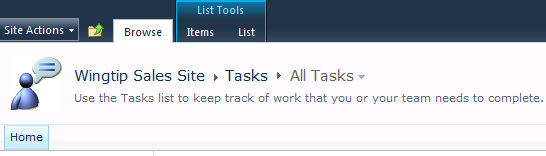 List Tools
Site Actions Browse Items List
Wingtip Sales Site Tasks All Tasks
Use the Tasks list to keep track of work that you or your team needs to complete.
Home